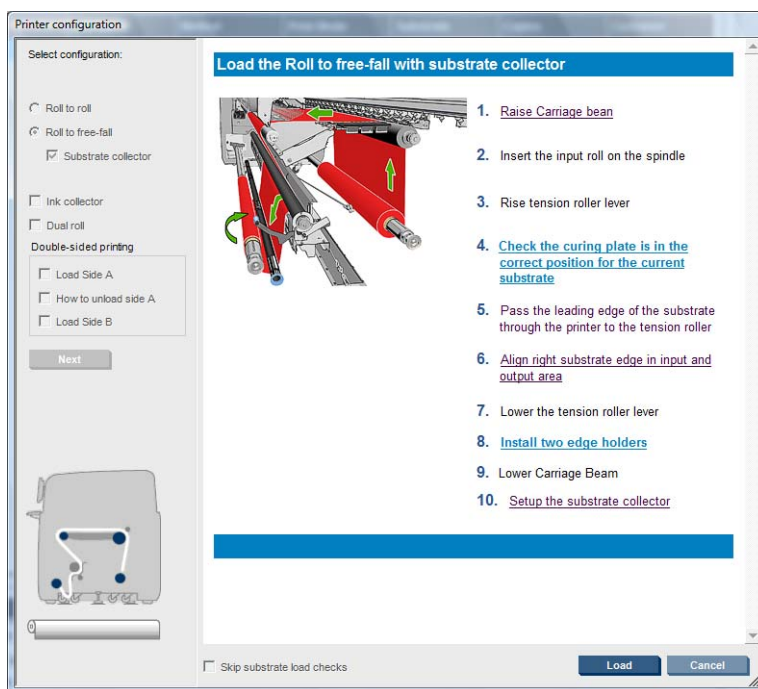 Printer configuration
Select configuration:
Roll to roll
Roll to free-fall
Substrate collector
Ink collector
Dual roll
Double-sided printing
Load Side A
How to unload side A
Load Side B
Next
Load the Roll to free-fall with substrate collector
1. Raise Carriage bean
2. Insert the input roll on the spindle
3. Rise tension roller lever
4. Check the curing plate is in the
correct position for the current
substrate
5. Pass the leading edge of the substrate
through the printer to the tension roller
6. Align right substrate edge in input and
output area
7. Lower the tension roller lever
8. Install two edge holders
9. Lower Carriage Beam
10. Setup the substrate collector
Skip substrate load checks
Load
Cancel